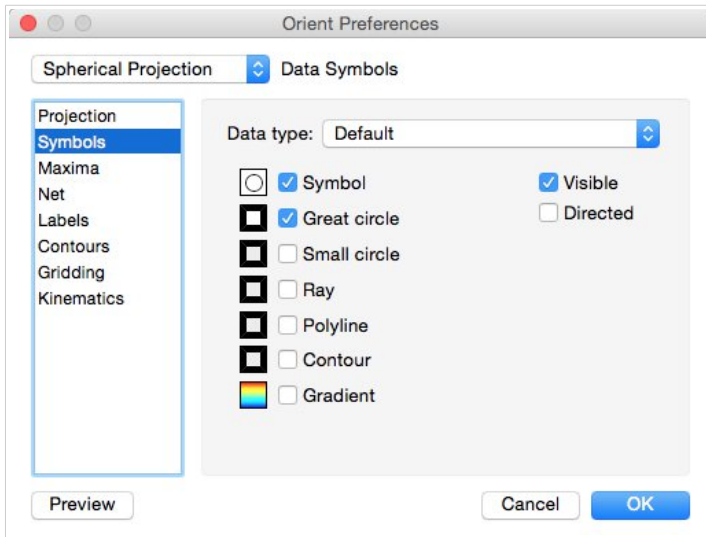 Orient Preferences
Spherical Projection Data Symbols
Projection
Symbols
Maxima
Net
Labels
Contours
Gridding
Kinematics
Data type: Default
Symbol Visible
Great circle Directed
Small circle
Ray
Polyline
Contour
Gradient
Preview Cancel OK